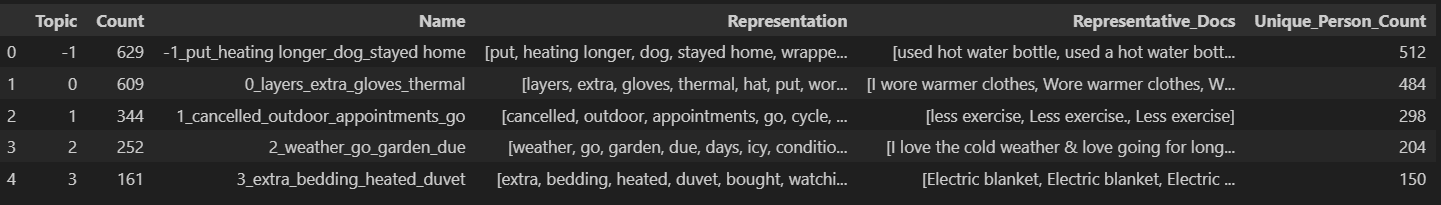 Topic Count Name Representation Representative_Docs Unique_Person_Count
0 -1 629 -1_put_heating longer_dog_stayed home [put, heating longer, dog, stayed home, wrappe... [used hot water bottle, used a hot water bott... 512
1 0 609 0_layers_extra_gloves_thermal [layers, extra, gloves, thermal, hat, put, wor... [I wore warmer clothes, Wore warmer clothes, W... 484
2 1 344 1_cancelled_outdoor_appointments_go [cancelled, outdoor, appointments, go, cycle, ... [less exercise, Less exercise., Less exercise] 298
3 2 252 2_weather_go_garden_due [weather, go, garden, due, days, icy, conditio... [I love the cold weather & love going for long... 204
4 3 161 3_extra_bedding_heated_duvet [extra, bedding, heated, duvet, bought, watchi... [Electric blanket, Electric blanket, Electric ... 150